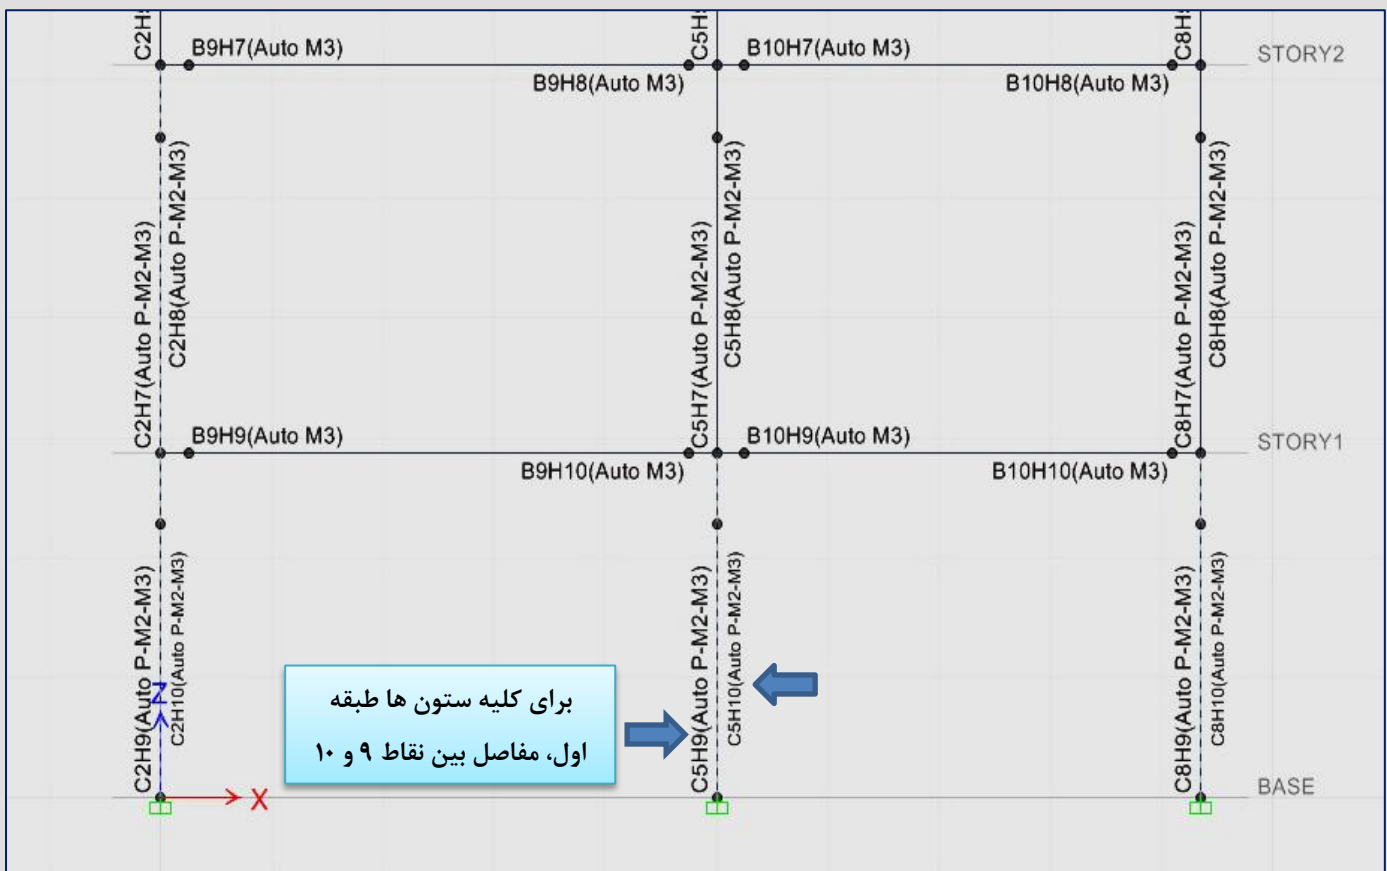 C2H
C5H
C8H
B9H7(Auto M3)
B10H7(Auto M3)
STORY2
B9H8(Auto M3)
B10H8(Auto M3)
C2H7(Auto P-M2-M3)
C2H8(Auto P-M2-M3)
C5H7(Auto P-M2-M3)
C5H8(Auto P-M2-M3)
C8H7(Auto P-M2-M3)
C8H8(Auto P-M2-M3)
B9H9(Auto M3)
B10H9(Auto M3)
STORY1
B9H10(Auto M3)
B10H10(Auto M3)
C2H9(Auto P-M2-M3)
C2H10(Auto P-M2-M3)
C5H9(Auto P-M2-M3)
C5H10(Auto P-M2-M3)
C8H9(Auto P-M2-M3)
C8H10(Auto P-M2-M3)
برای کلیه ستون ها طبقه
اول، مفاصل بین نقاط ۹ و ۱۰
Z
X
BASE